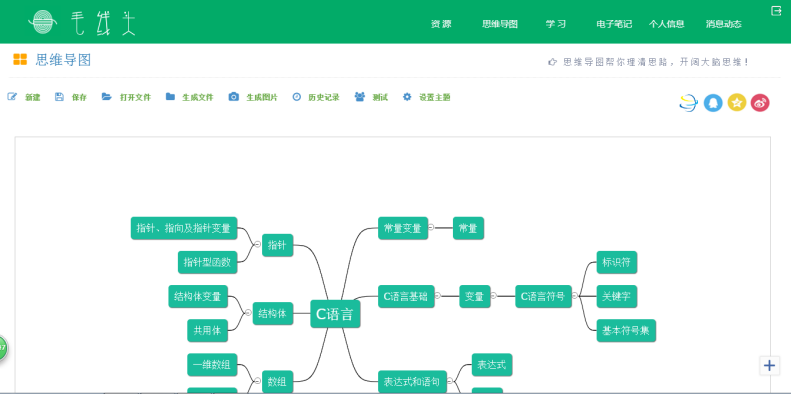 毛线头
资 源 思维导图 学 习 电子笔记 个人信息 消息动态
思维导图
思维导图帮你理清思路，开阔大脑思维！
新建 保存 打开文件 生成文件 生成图片 历史记录 测试 设置主题
指针、指向及指针变量
指针型函数
指针
结构体变量
共用体
结构体
一维数组
数组
C语言
常量变量
常量
C语言基础
变量
C语言符号
标识符
关键字
基本符号集
表达式和语句
表达式